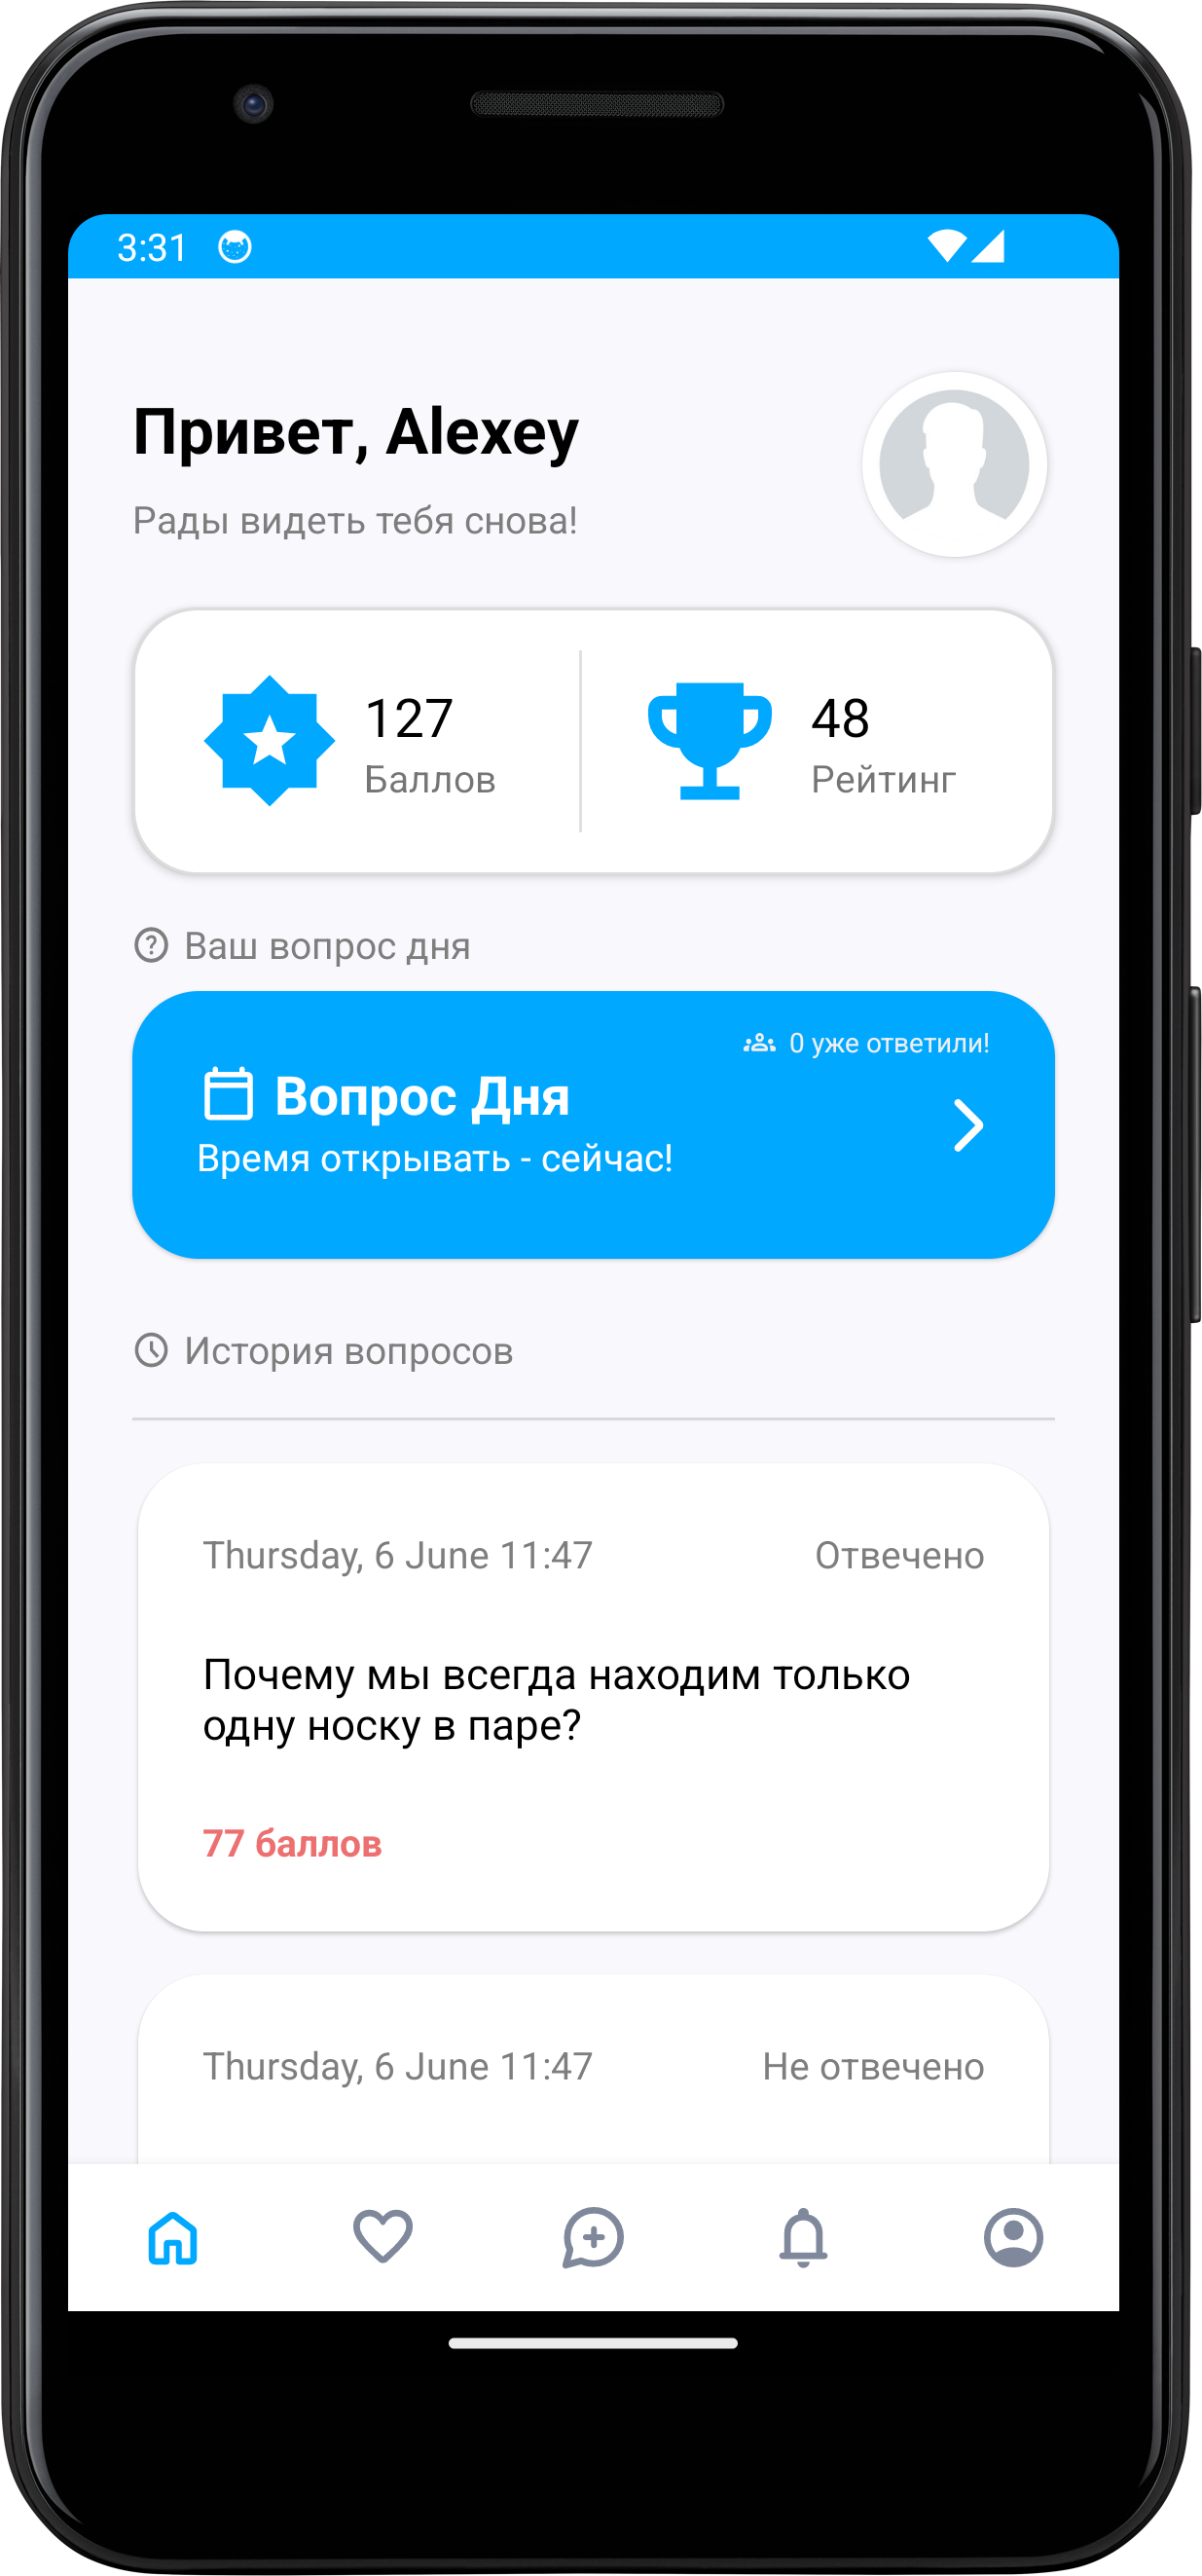 3:31
Привет, Alexey
Рады видеть тебя снова!
127
Баллов
48
Рейтинг
Ваш вопрос дня
0 уже ответили!
Вопрос Дня
Время открывать - сейчас!
История вопросов
Thursday, 6 June 11:47
Отвечено
Почему мы всегда находим только
одну носку в паре?
77 баллов
Thursday, 6 June 11:47
Не отвечено